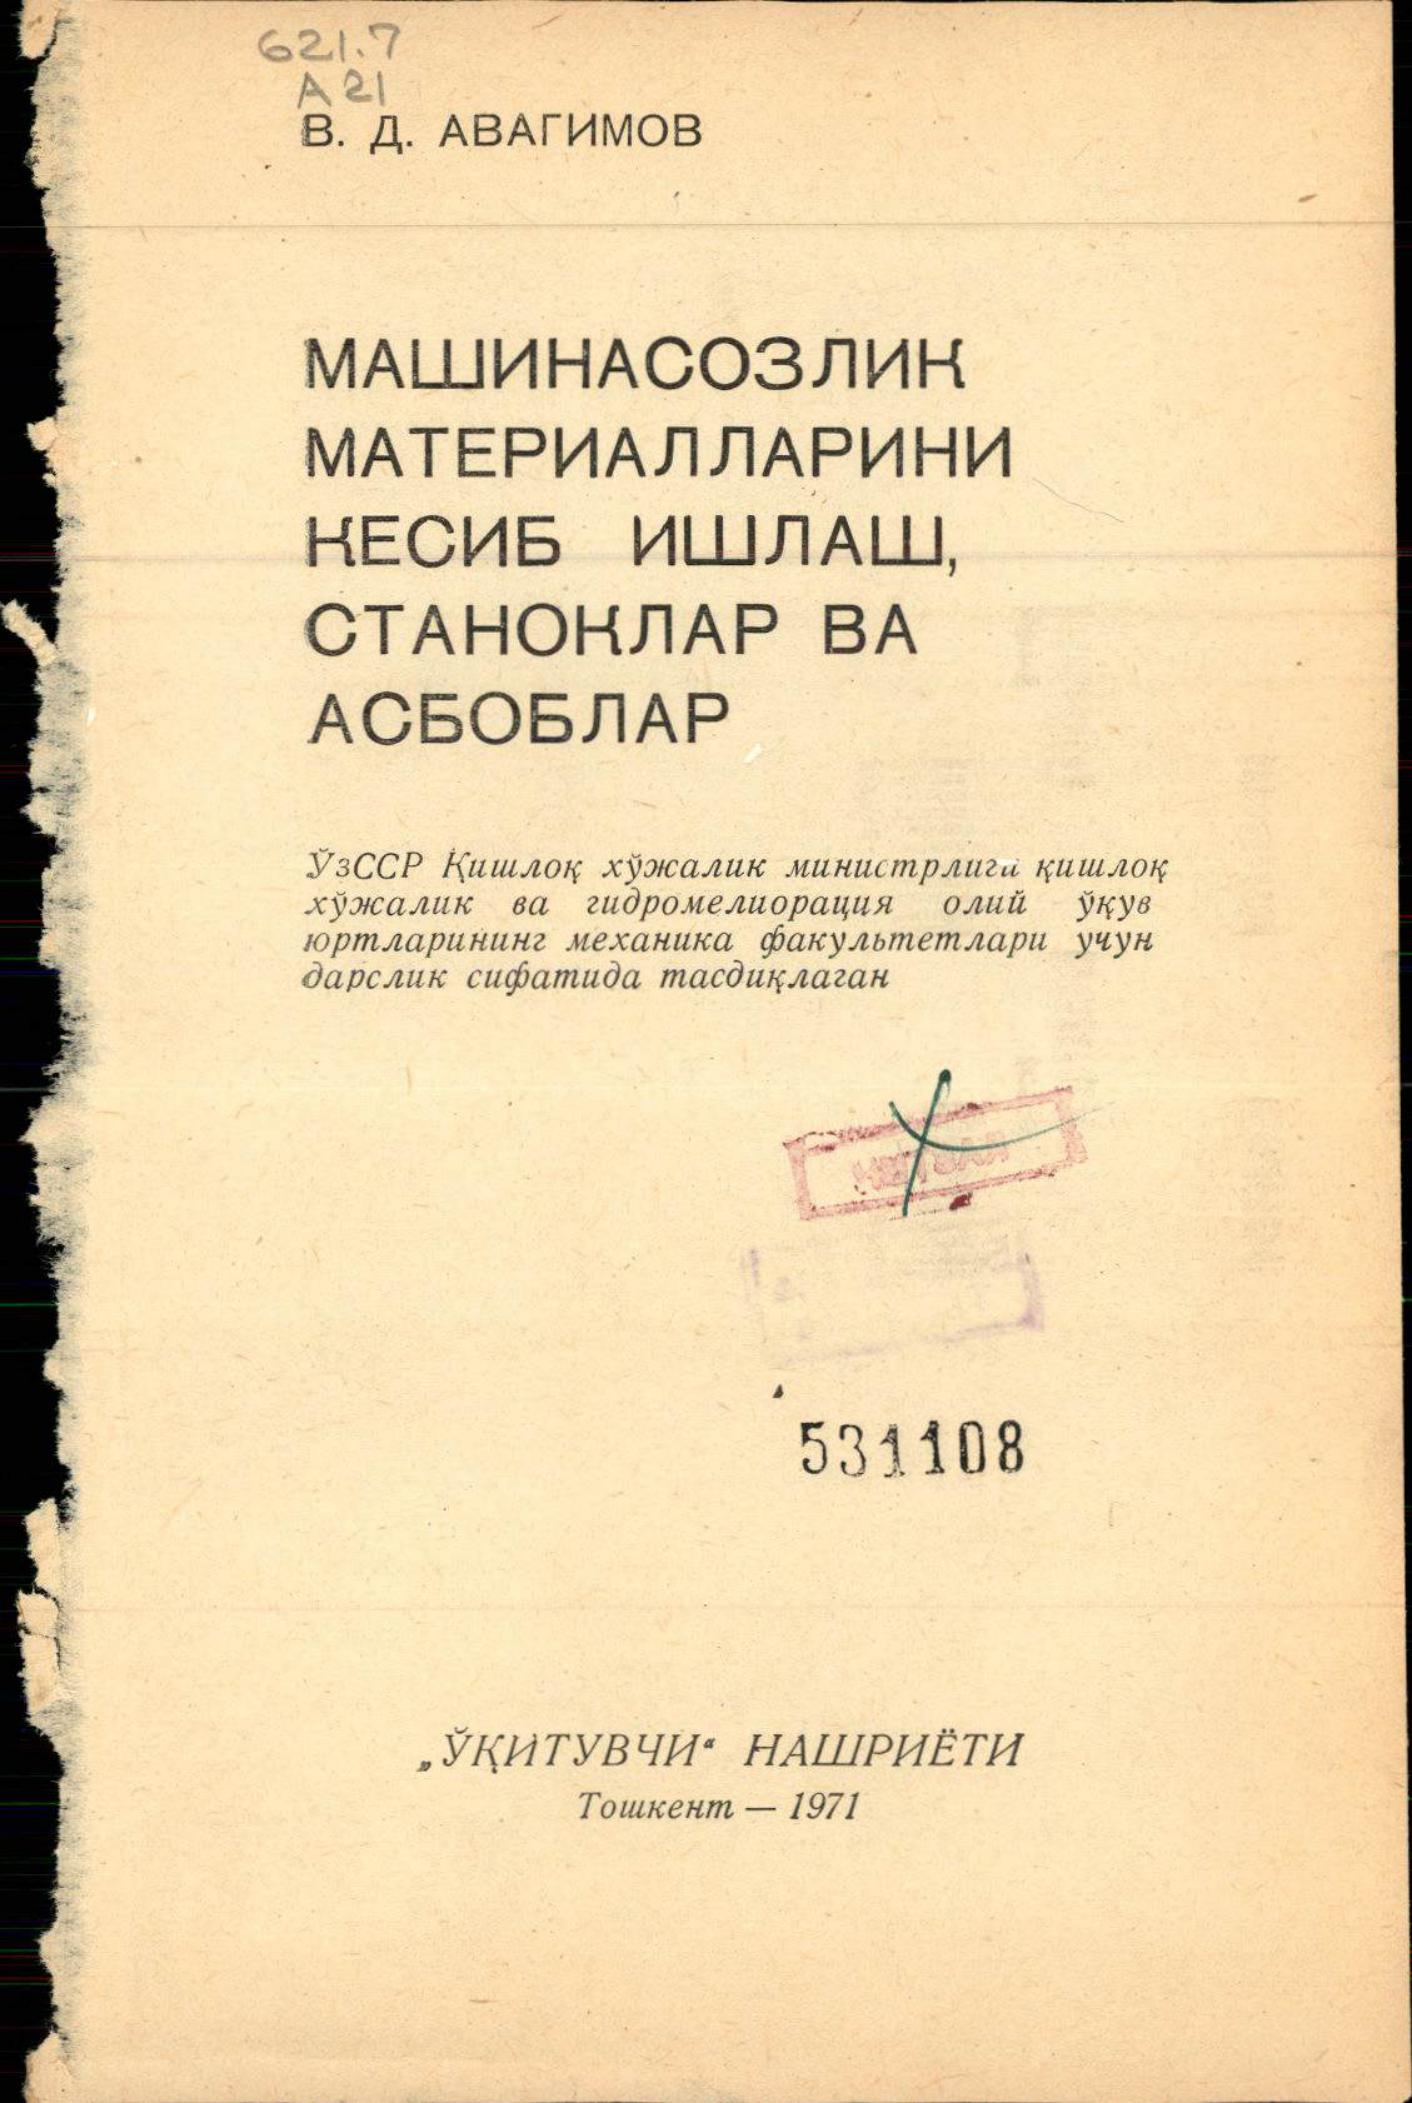 621.7
А 21
В. Д. АВАГИМОВ
МАШИНАСОЗЛИК
МАТЕРИАЛЛАРИНИ
КЕСИБ ИШЛАШ,
СТАНОКЛАР ВА
АСБОБЛАР
ЎзССР Қишлоқ хўжалик министрлиги қишлоқ
хўжалик ва гидромелиорация олий ўқув
юртларининг механика факультетлари учун
дарслик сифатида тасдиқлаган
531108
„ЎҚИТУВЧИ“ НАШРИЁТИ
Тошкент — 1971